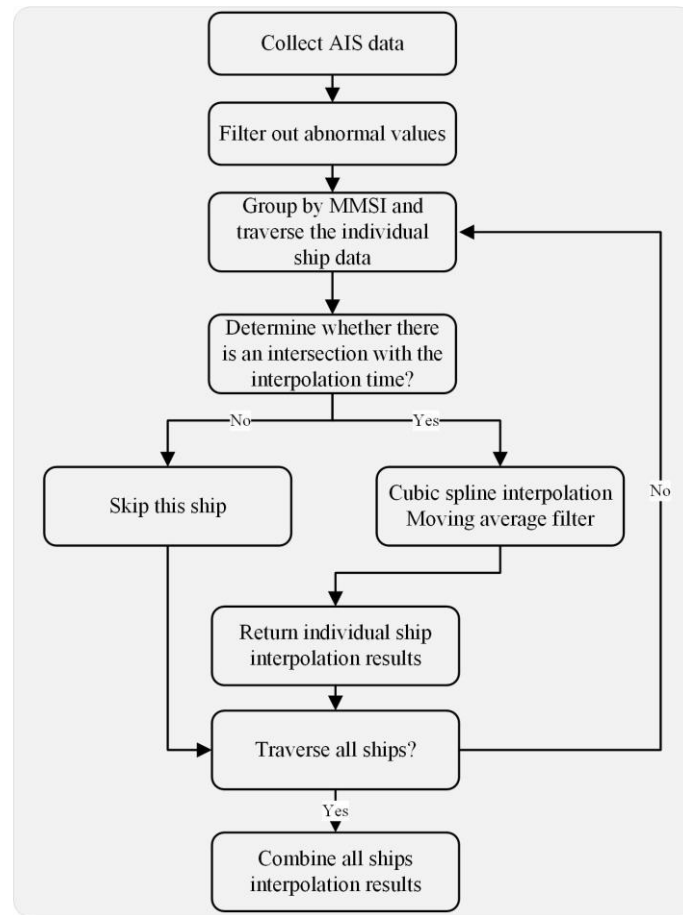 Collect AIS data
Filter out abnormal values
Group by MMSI and
traverse the individual
ship data
Determine whether there
is an intersection with the
interpolation time?
No
Yes
Skip this ship
Cubic spline interpolation
Moving average filter
No
Return individual ship
interpolation results
Traverse all ships?
Yes
Combine all ships
interpolation results